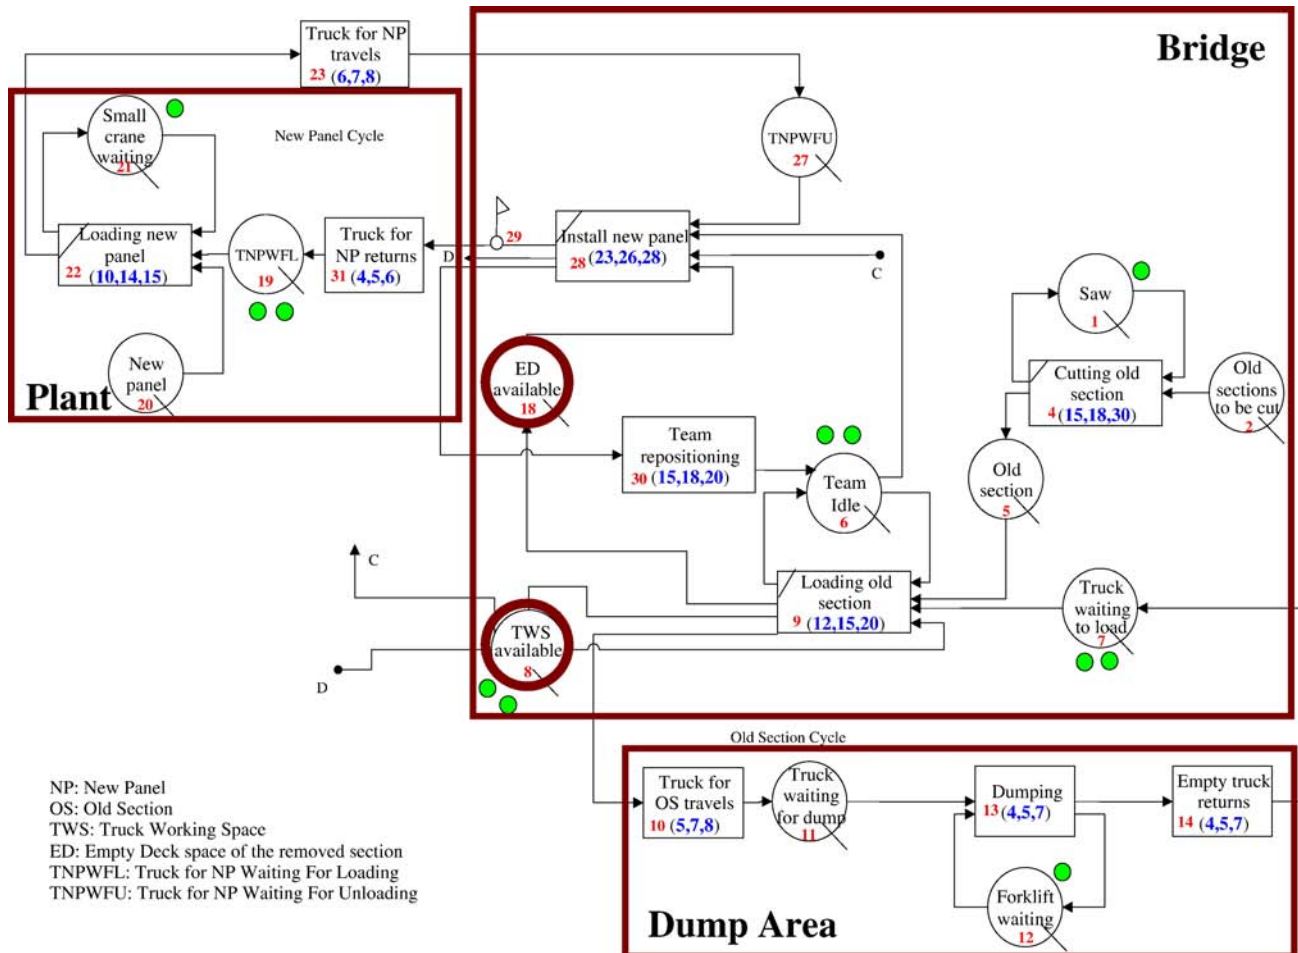 Truck for NP
travels
23 (6,7,8)
Bridge
Small
crane
waiting
21
New Panel Cycle
TNPWFU
27
Loading new
panel
22 (10,14,15)
TNPWFL
19
Truck for
NP returns
31 (4,5,6)
29
D
Install new panel
28 (23,26,28)
C
Saw
1
New
panel
20
Plant
ED
available
18
Cutting old
section
4 (15,18,30)
Old
sections
to be cut
2
Team
repositioning
30 (15,18,20)
Team
Idle
6
Old
section
5
C
Loading old
section
9 (12,15,20)
Truck
waiting
to load
7
TWS
available
8
D
Old Section Cycle
NP: New Panel
OS: Old Section
TWS: Truck Working Space
ED: Empty Deck space of the removed section
TNPWFL: Truck for NP Waiting For Loading
TNPWFU: Truck for NP Waiting For Unloading
Truck for
OS travels
10 (5,7,8)
Truck
waiting
for dump
11
Dumping
13 (4,5,7)
Empty truck
returns
14 (4,5,7)
Forklift
waiting
12
Dump Area